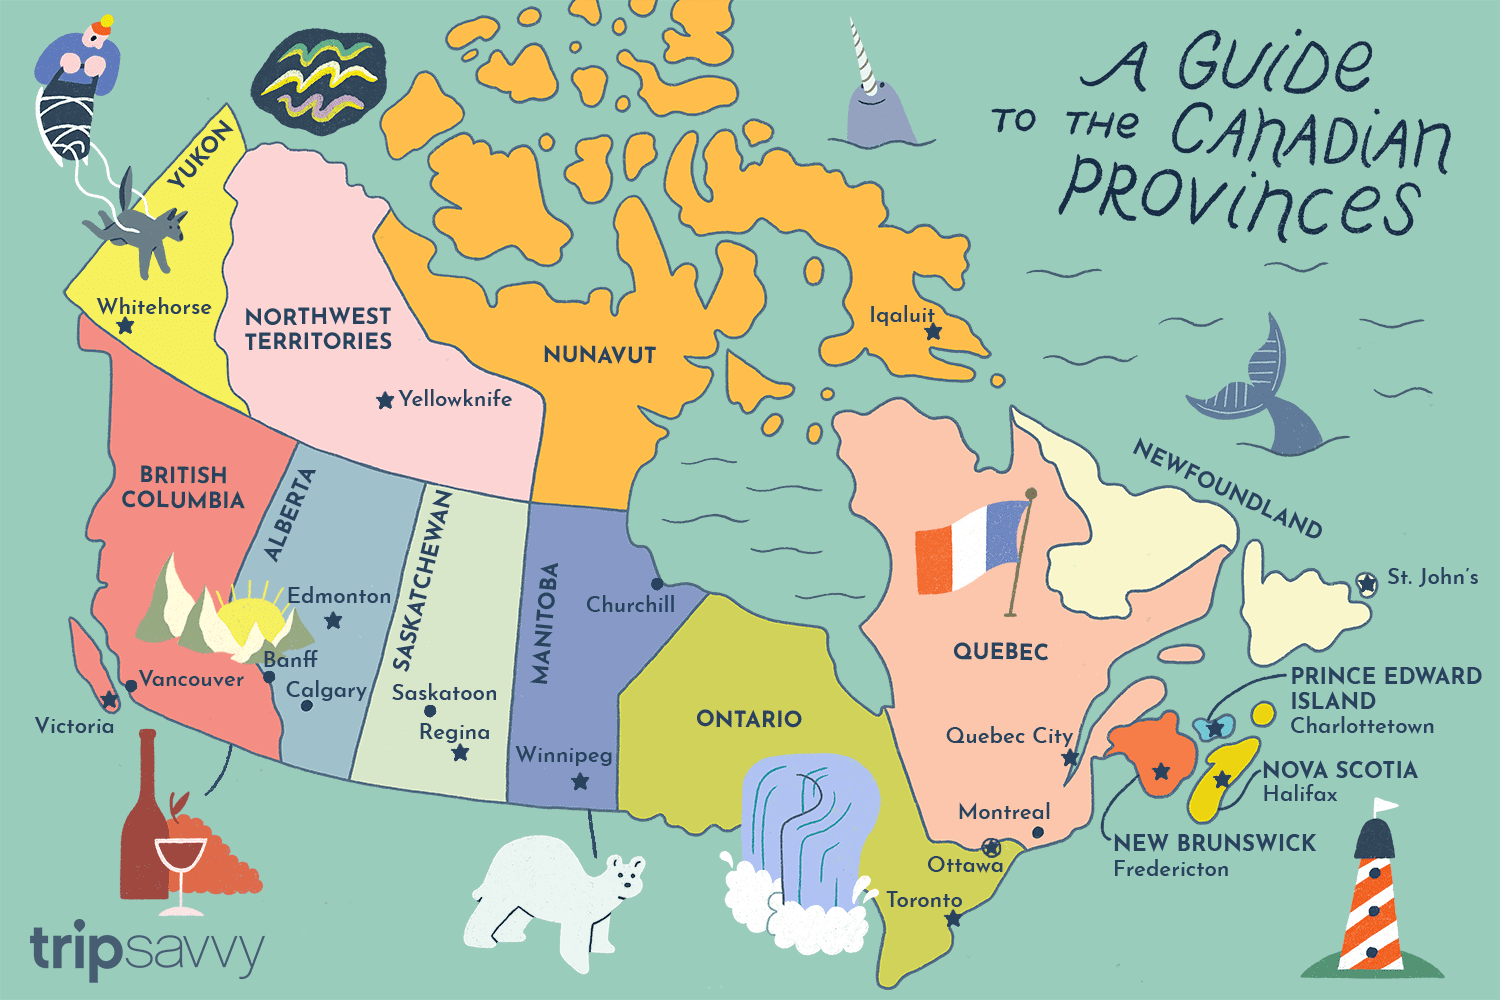 A GUIDE
TO THE CANADIAN
PROVINCES
YUKON
Whitehorse
NORTHWEST
TERRITORIES
Yellowknife
NUNAVUT
Iqaluit
BRITISH
COLUMBIA
ALBERTA
Edmonton
Banff
Calgary
Vancouver
Victoria
SASKATCHEWAN
Saskatoon
Regina
MANITOBA
Churchill
Winnipeg
ONTARIO
Ottawa
Toronto
QUEBEC
Quebec City
Montreal
NEWFOUNDLAND
St. John's
PRINCE EDWARD
ISLAND
Charlottetown
NOVA SCOTIA
Halifax
NEW BRUNSWICK
Fredericton
tripsavvy